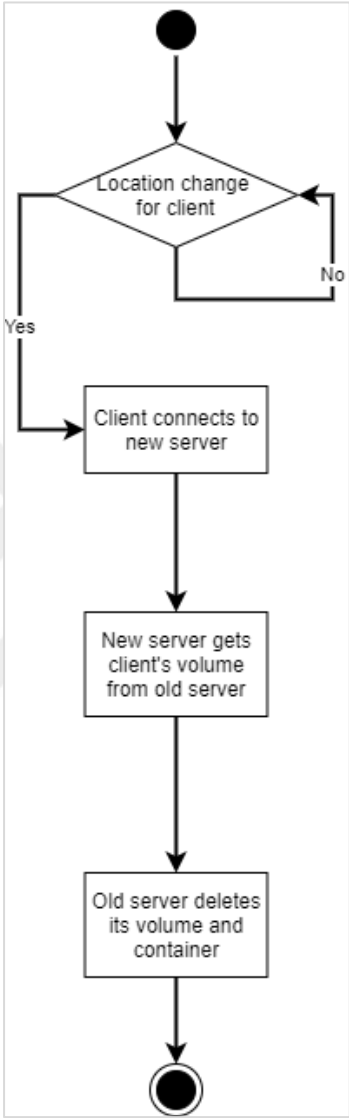 Location change
for client
No
Yes
Client connects to
new server
New server gets
client's volume
from old server
Old server deletes
its volume and
container